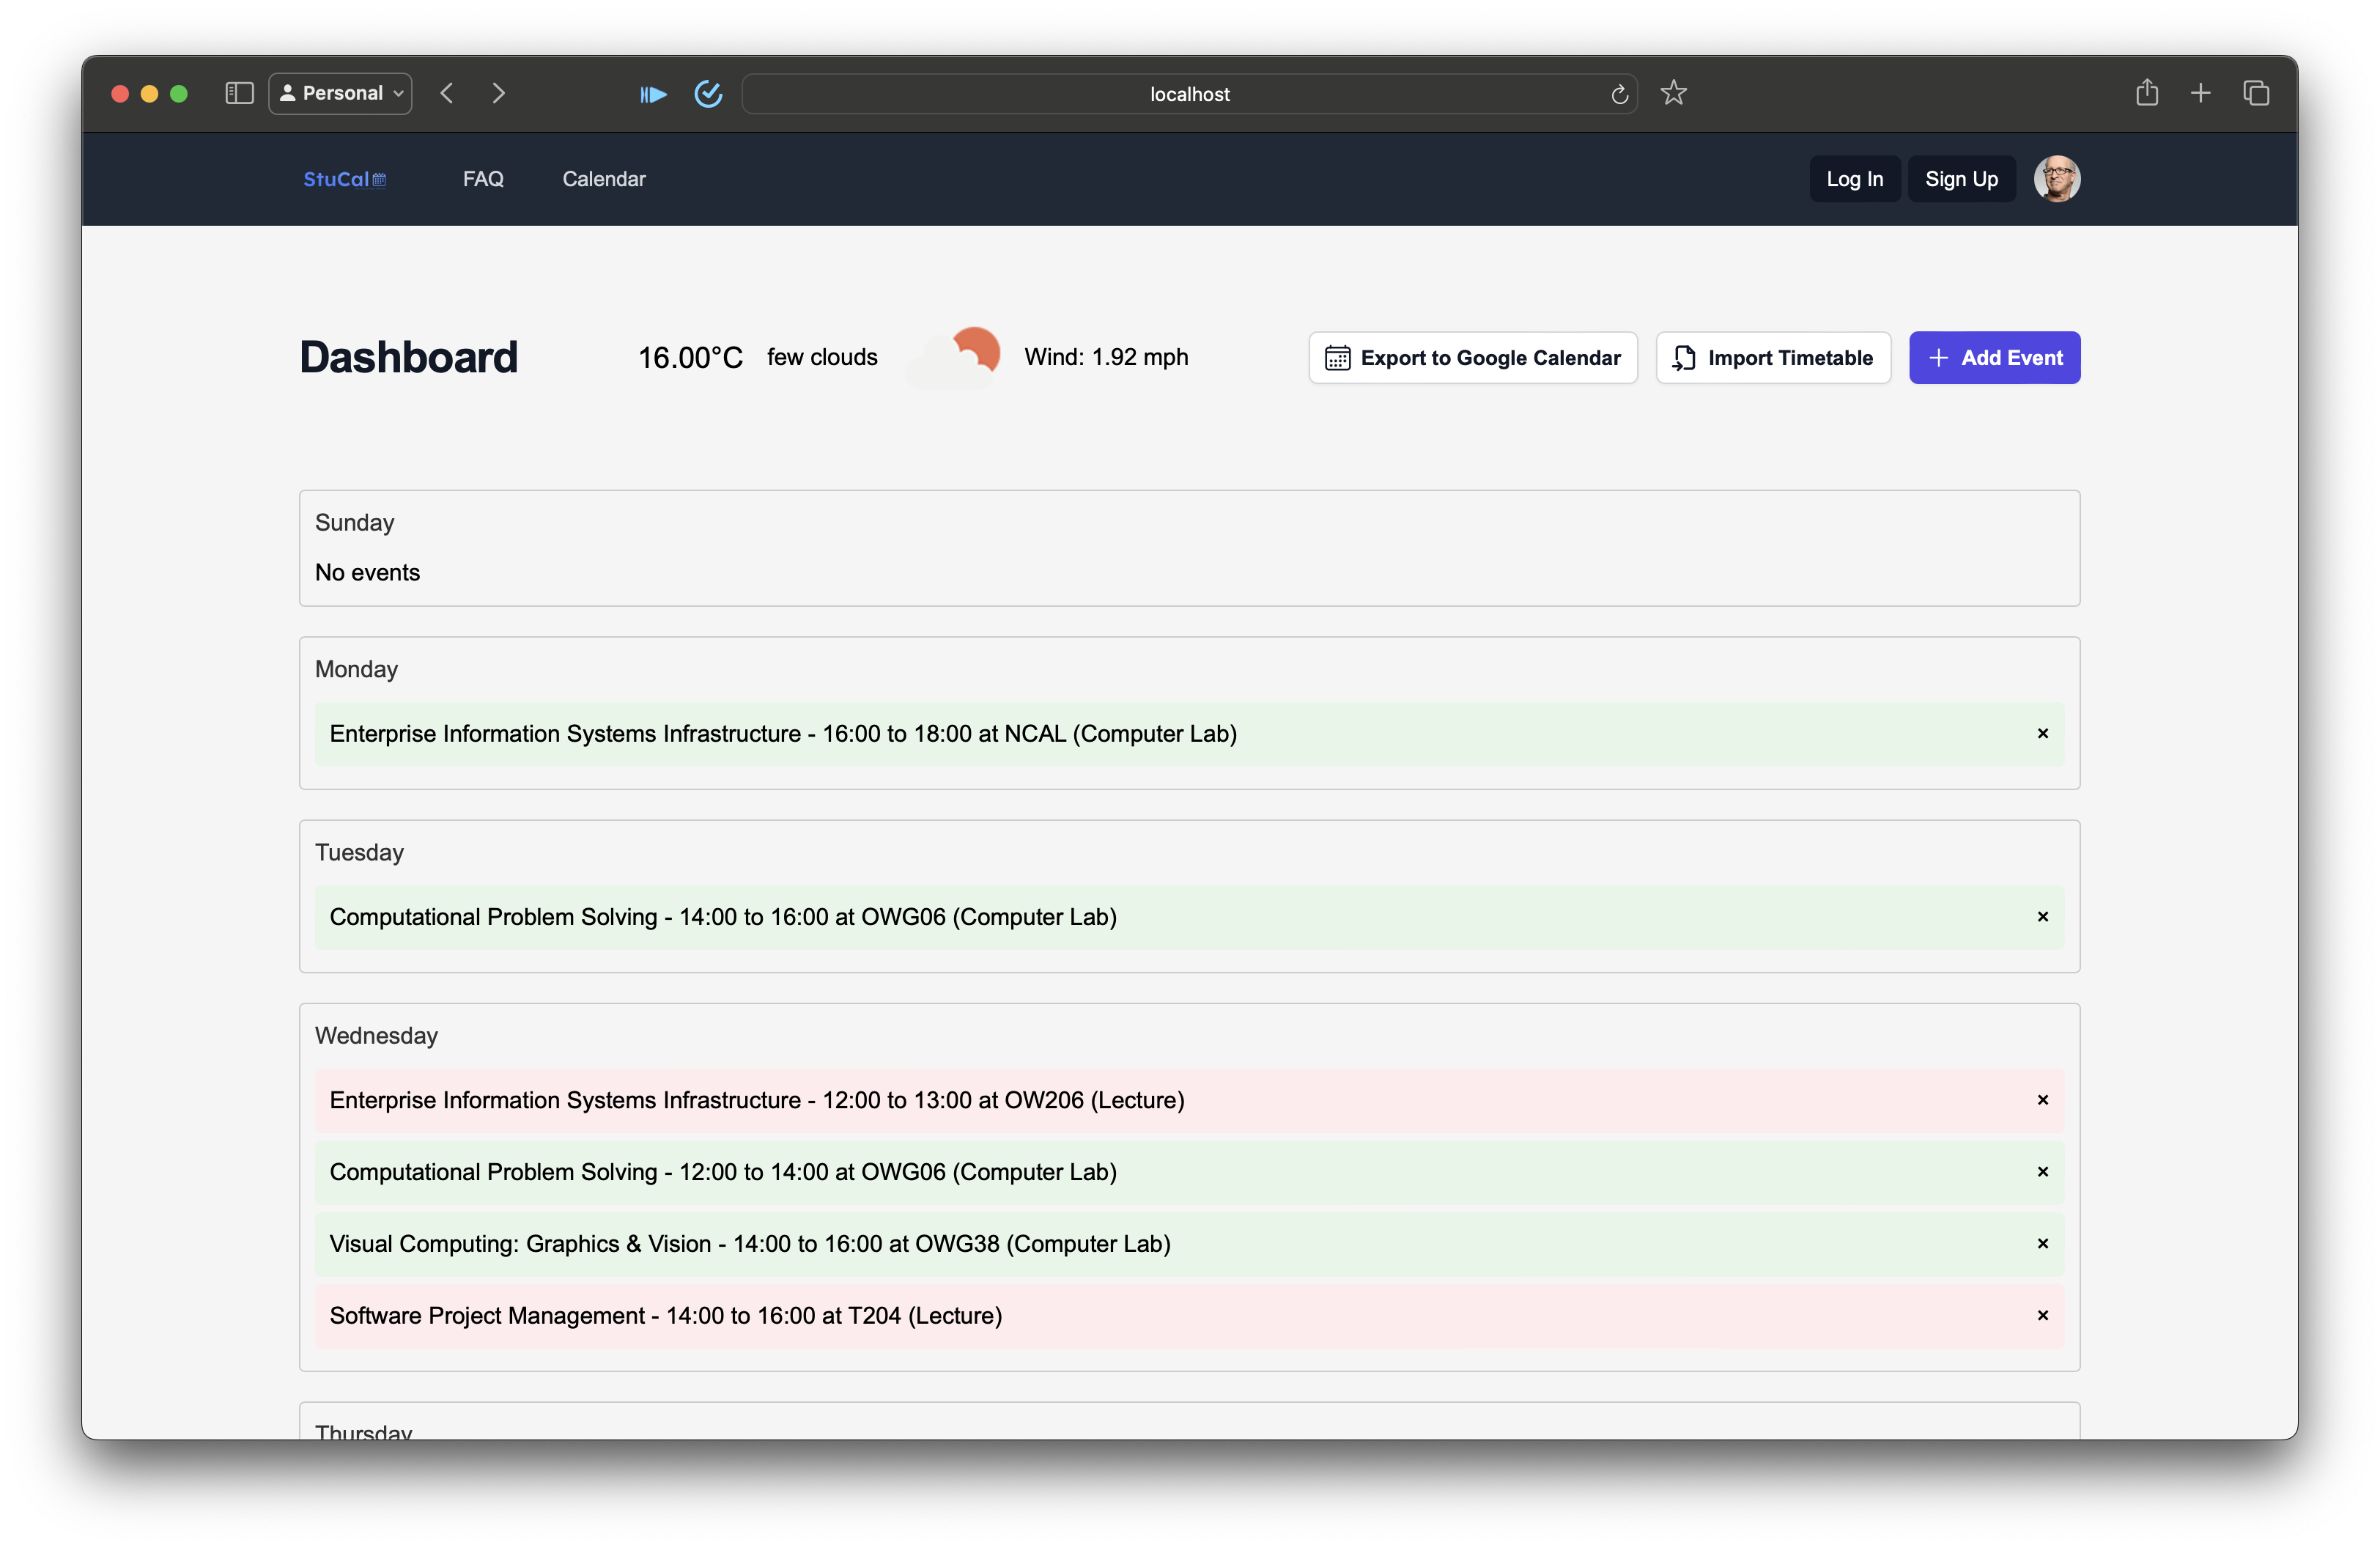 Personal
localhost
StuCal
FAQ
Calendar
Log In
Sign Up
Dashboard
16.00°C
few clouds
Wind: 1.92 mph
Export to Google Calendar
Import Timetable
+ Add Event
Sunday
No events
Monday
Enterprise Information Systems Infrastructure - 16:00 to 18:00 at NCAL (Computer Lab)
×
Tuesday
Computational Problem Solving - 14:00 to 16:00 at OWG06 (Computer Lab)
×
Wednesday
Enterprise Information Systems Infrastructure - 12:00 to 13:00 at OW206 (Lecture)
×
Computational Problem Solving - 12:00 to 14:00 at OWG06 (Computer Lab)
×
Visual Computing: Graphics & Vision - 14:00 to 16:00 at OWG38 (Computer Lab)
×
Software Project Management - 14:00 to 16:00 at T204 (Lecture)
×
Thursday